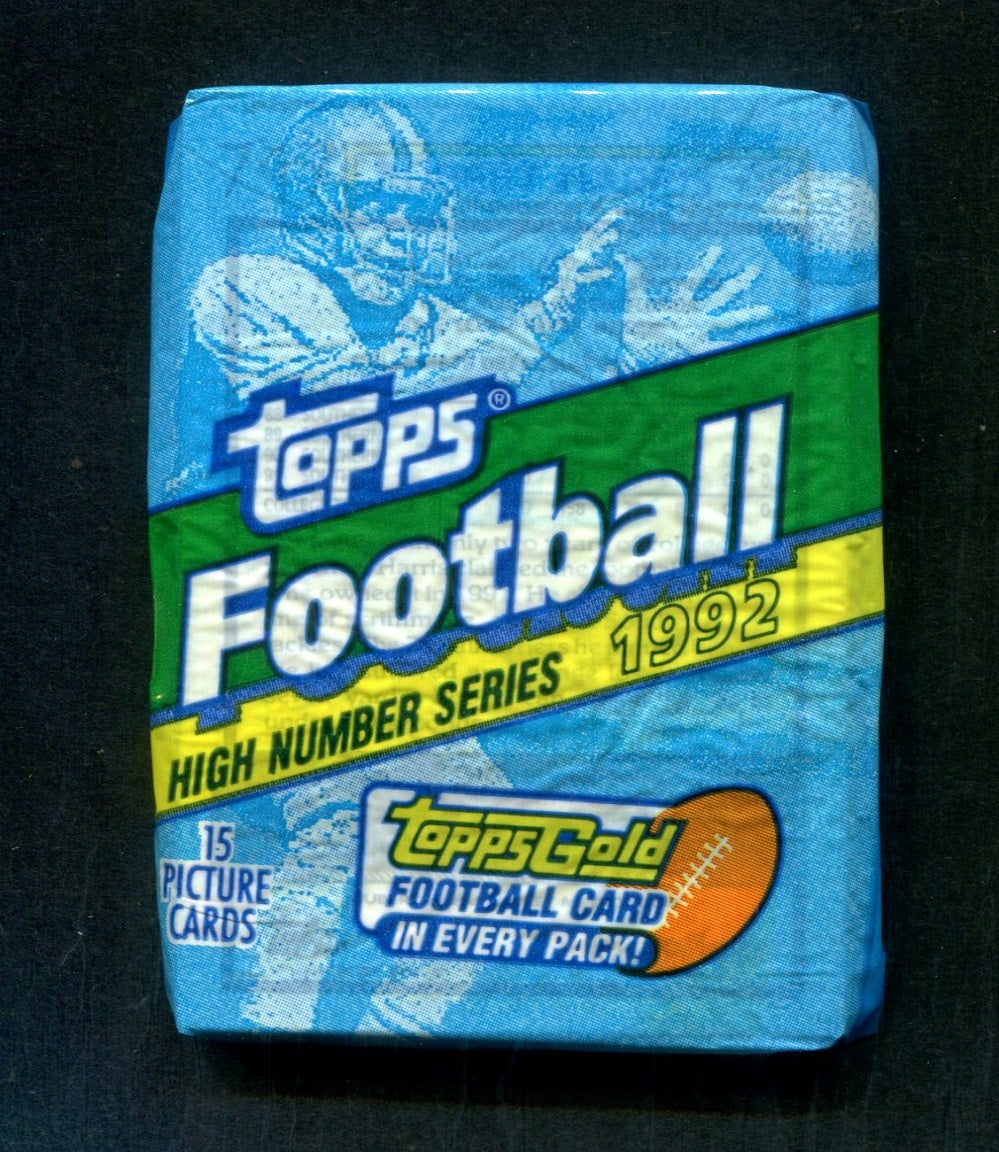 Topps®
Football
HIGH NUMBER SERIES 1992
15
PICTURE
CARDS
ToppsGold
FOOTBALL CARD
IN EVERY PACK!